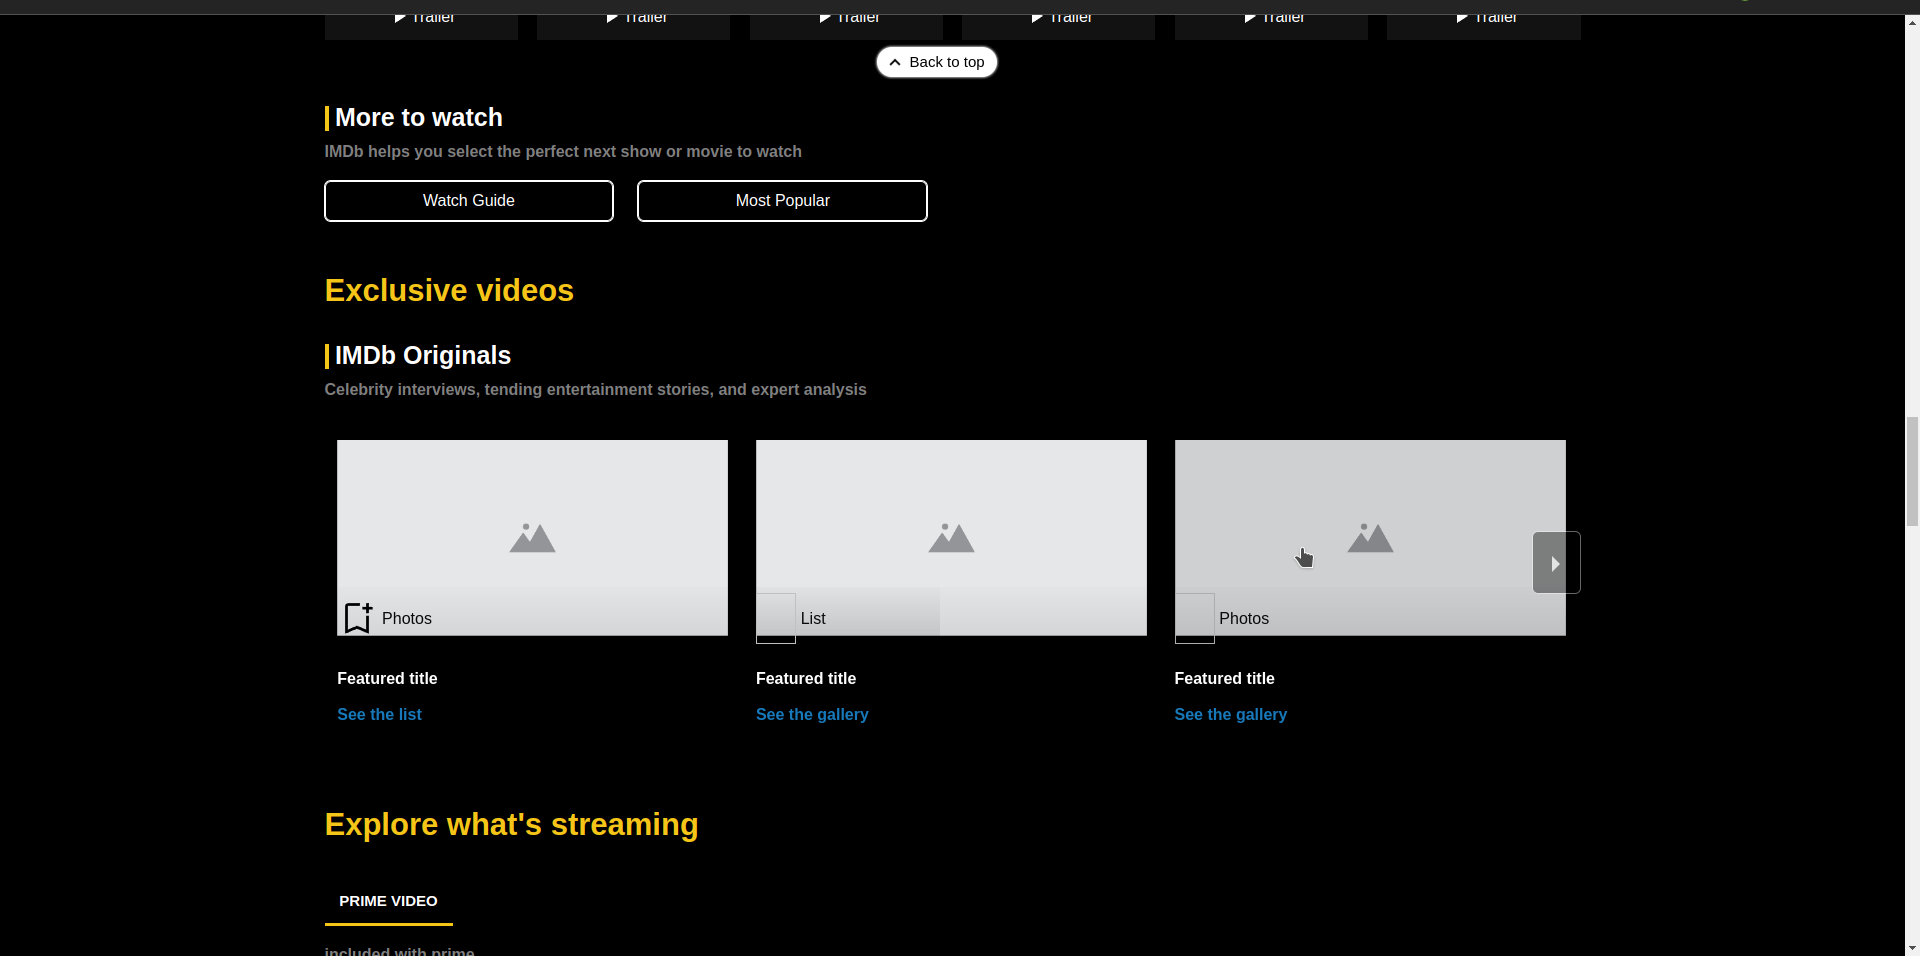 Trailer Trailer Trailer Trailer Trailer Trailer
Back to top
More to watch
IMDb helps you select the perfect next show or movie to watch
Watch Guide Most Popular
Exclusive videos
IMDb Originals
Celebrity interviews, tending entertainment stories, and expert analysis
Photos List Photos
Featured title Featured title Featured title
See the list See the gallery See the gallery
Explore what's streaming
PRIME VIDEO
included with prime